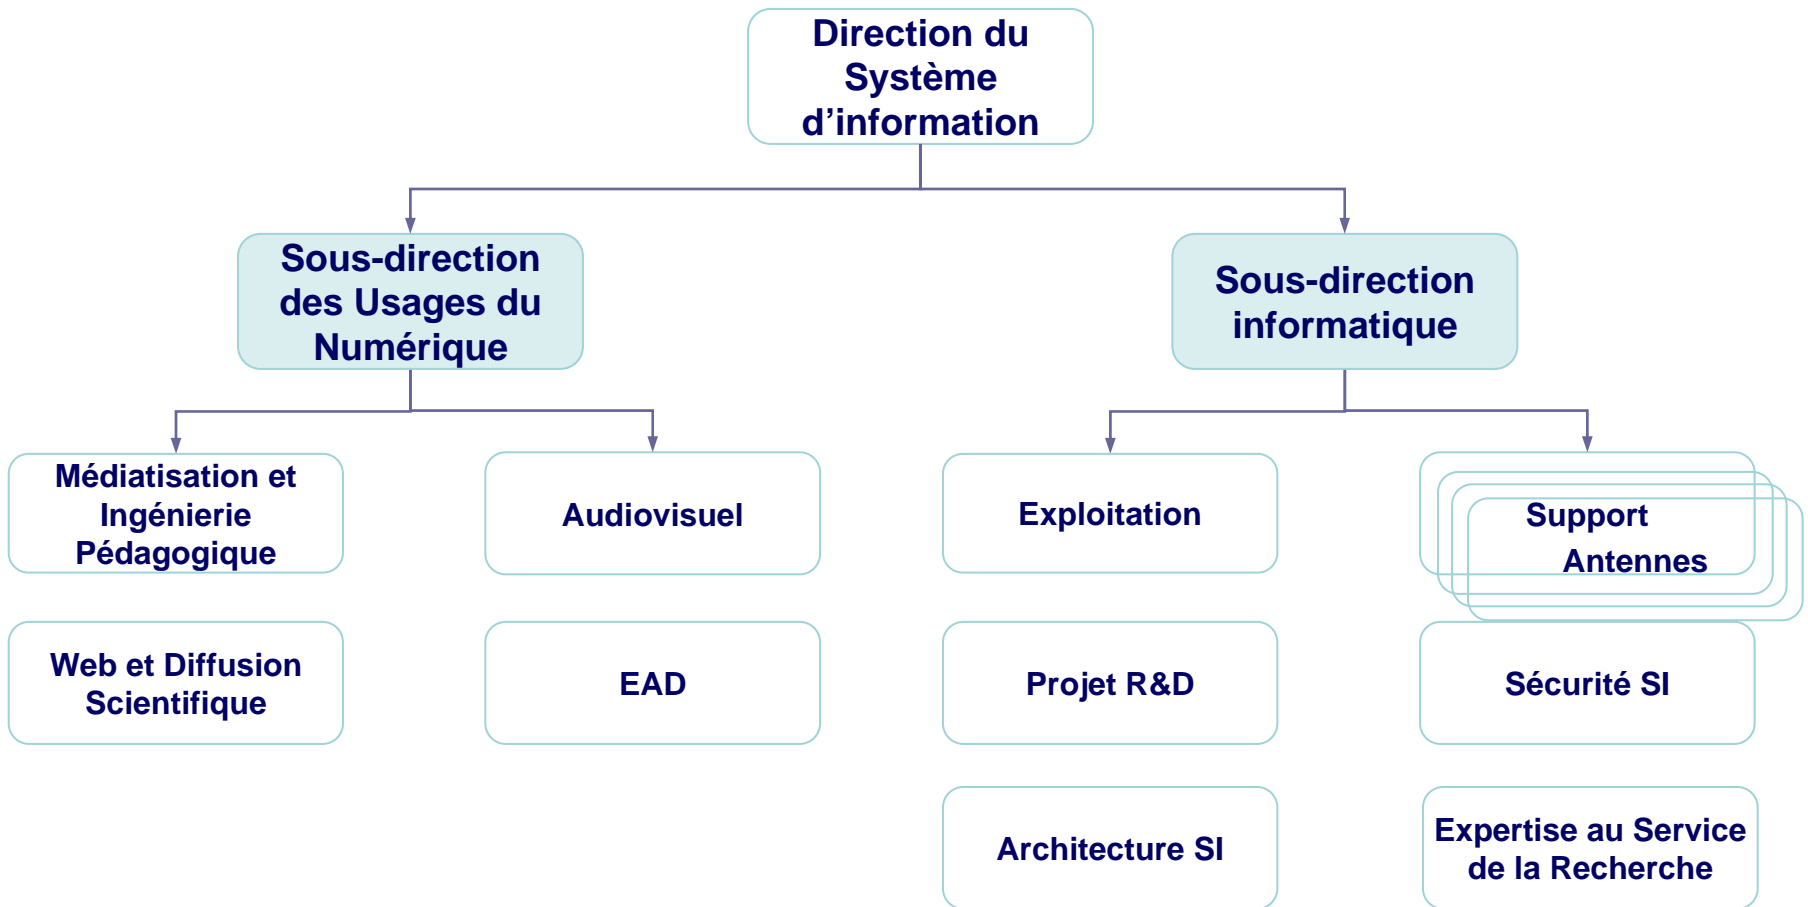 Direction du
Système
d’information
Sous-direction
des Usages du
Numérique
Sous-direction
informatique
Médiatisation et
Ingénierie
Pédagogique
Audiovisuel
Exploitation
Support
Antennes
Web et Diffusion
Scientifique
EAD
Projet R&D
Sécurité SI
Architecture SI
Expertise au Service
de la Recherche